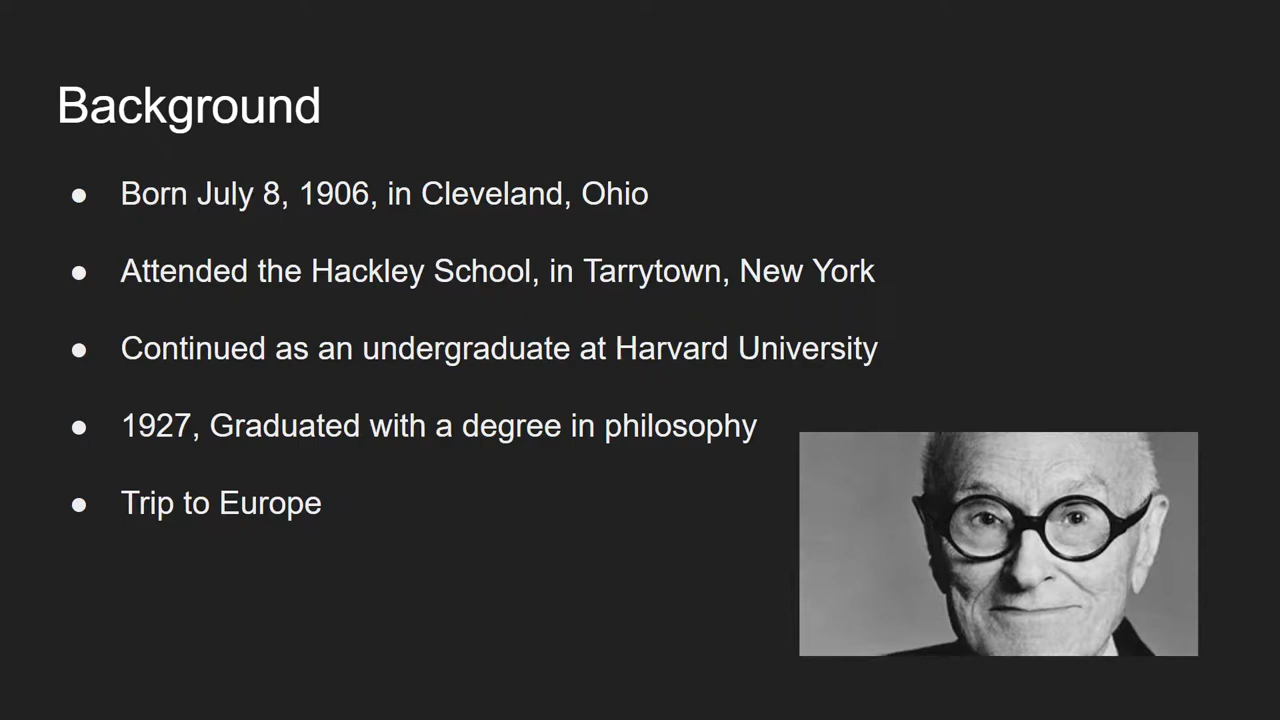 Background
● Born July 8, 1906, in Cleveland, Ohio
● Attended the Hackley School, in Tarrytown, New York
● Continued as an undergraduate at Harvard University
● 1927, Graduated with a degree in philosophy
● Trip to Europe